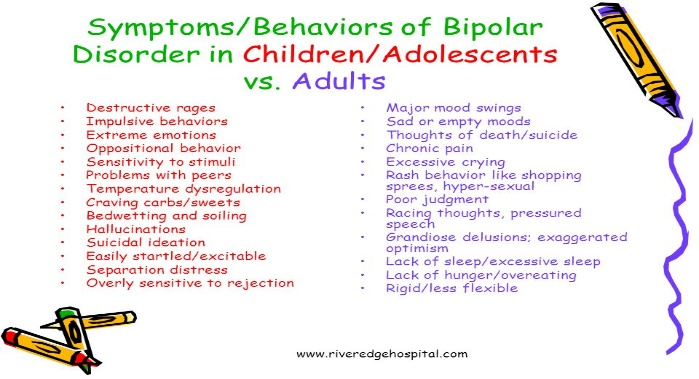 Symptoms/Behaviors of Bipolar
Disorder in Children/Adolescents
vs. Adults
• Destructive rages
• Impulsive behaviors
• Extreme emotions
• Oppositional behavior
• Sensitivity to stimuli
• Problems with peers
• Temperature dysregulation
• Craving carbs/sweets
• Bedwetting and soiling
• Hallucinations
• Suicidal ideation
• Easily startled/excitable
• Separation distress
• Overly sensitive to rejection
• Major mood swings
• Sad or empty moods
• Thoughts of death/suicide
• Chronic pain
• Excessive crying
• Rash behavior like shopping
sprees, hyper-sexual
• Poor judgment
• Racing thoughts, pressured
speech
• Grandiose delusions; exaggerated
optimism
• Lack of sleep/excessive sleep
• Lack of hunger/overeating
• Rigid/less flexible
www.riveredgehospital.com